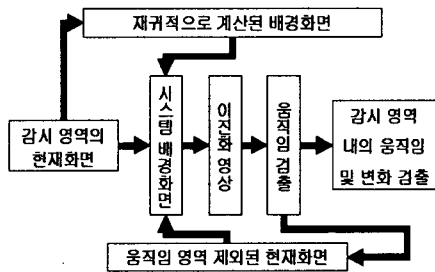 재귀적으로 계산된 배경화면
감시 영역의
현재화면
시스템 배경화면
이진화 영상
움직임 검출
감시 영역
내의 움직임
및 변화 검출
움직임 영역 제외된 현재화면